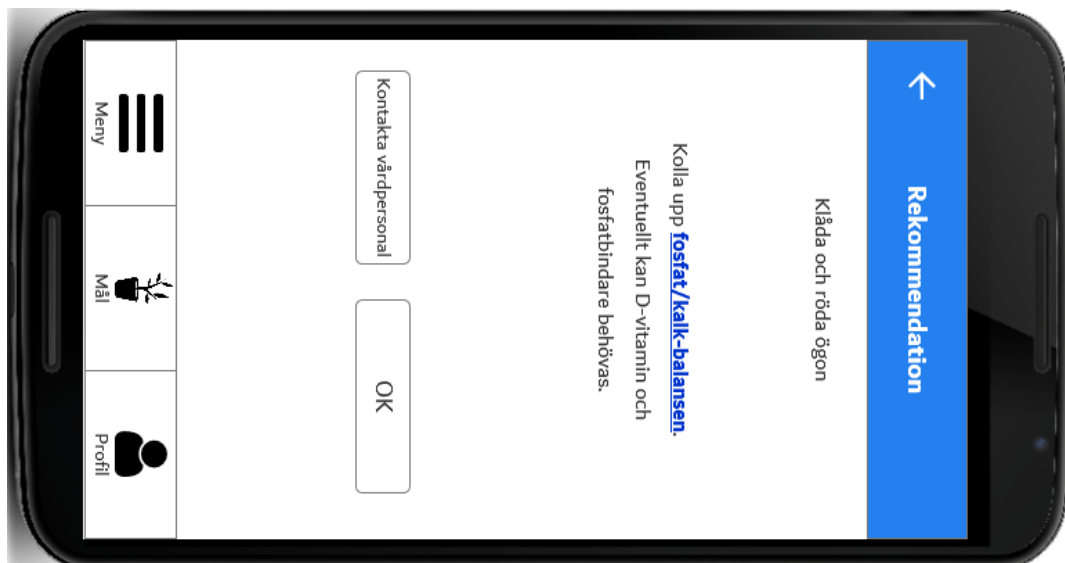 Rekommendation
Klåda och röda ögon
Kolla upp fosfat/kalk-balansen.
Eventuellt kan D-vitamin och
fosfatbindare behövas.
Kontakta vårdpersonal
OK
Meny
Mål
Profil